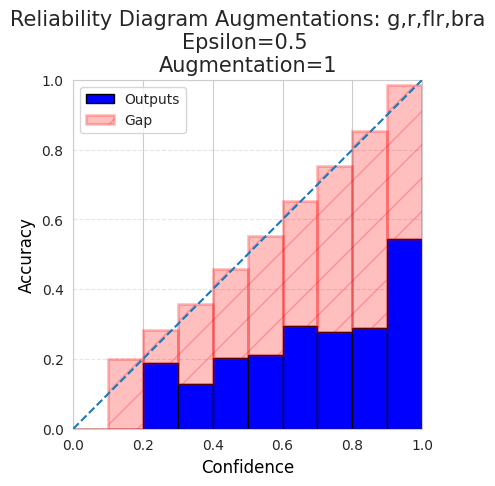 Reliability Diagram Augmentations: g,r,flr,bra
Epsilon=0.5
Augmentation=1
1.0
Outputs
Gap
0.8
0.6
0.4
0.2
0.0
Accuracy
0.0 0.2 0.4 0.6 0.8 1.0
Confidence